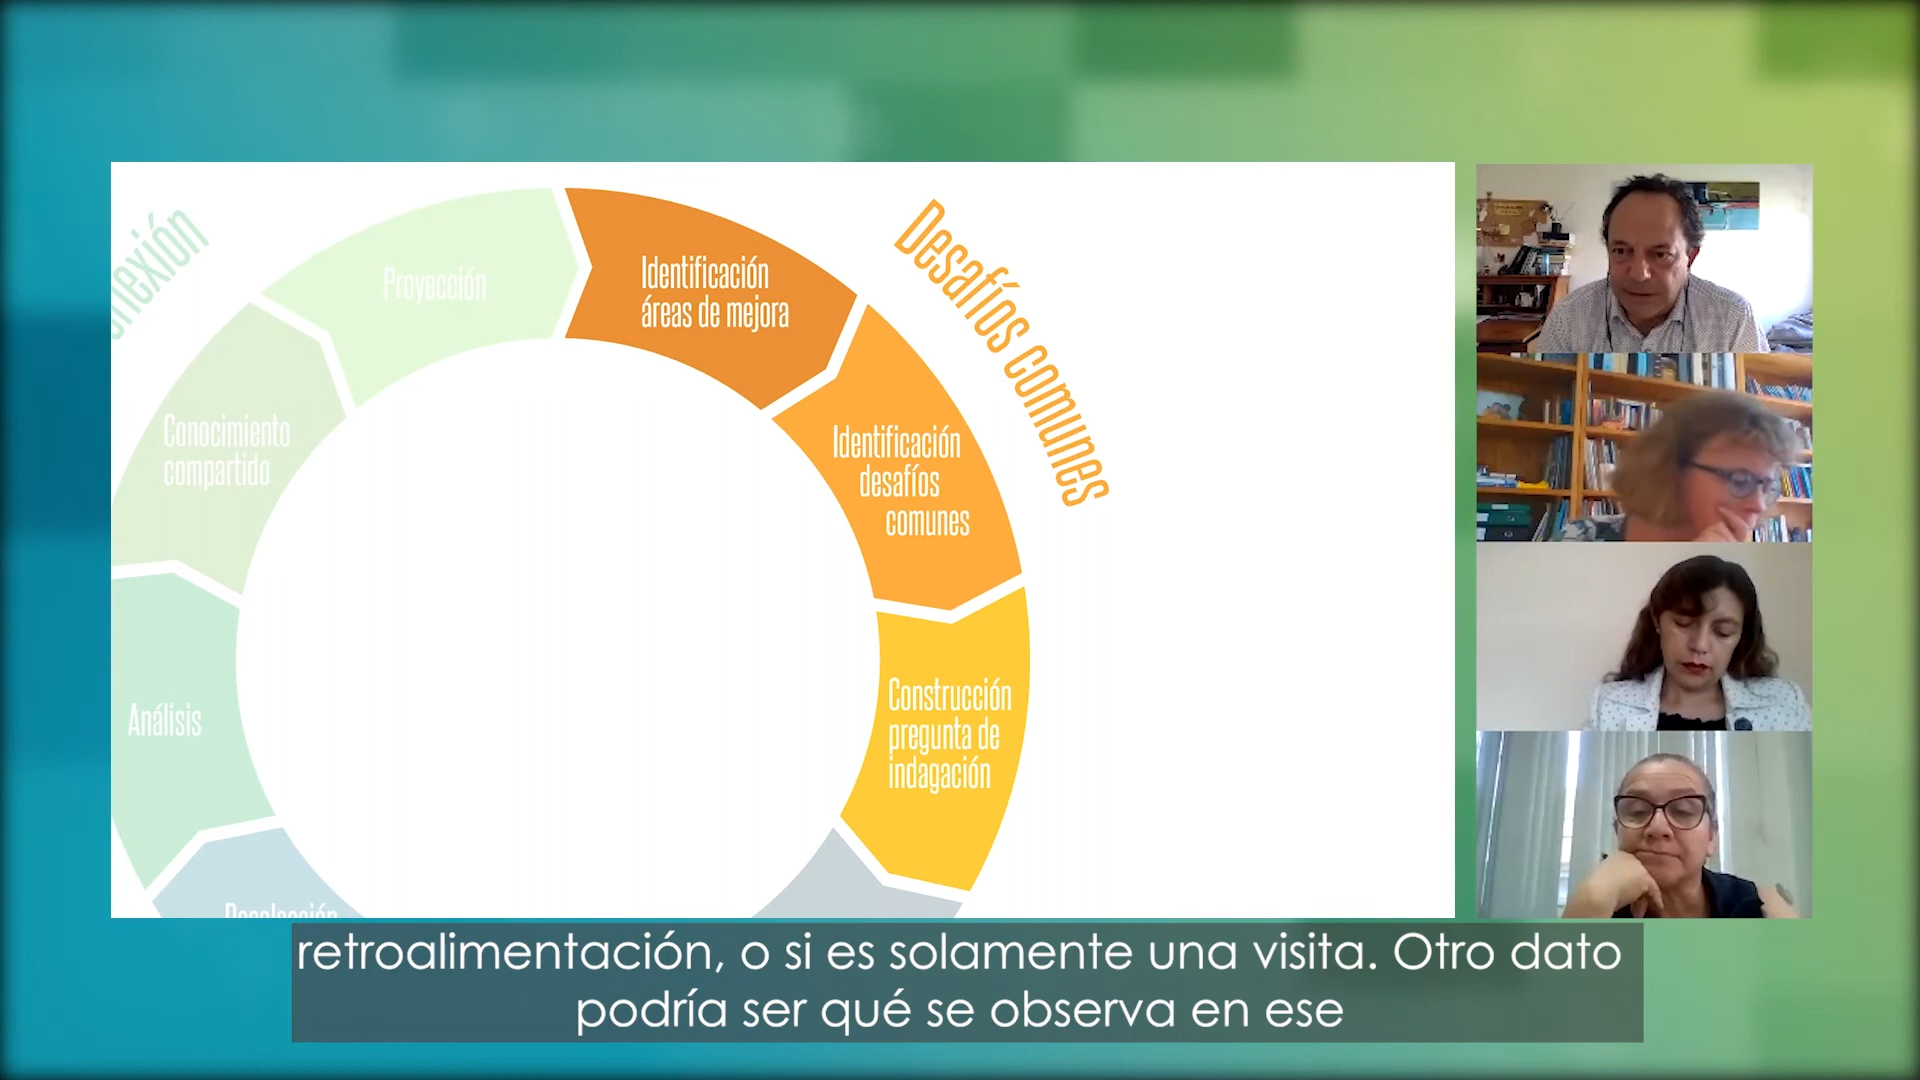 Proyección
Identificación
áreas de mejora
Desafíos comunes
Identificación
desafíos
comunes
Conocimiento
compartido
Construcción
pregunta de
indagación
Análisis
retroalimentación, o si es solamente una visita. Otro dato
podría ser qué se observa en ese